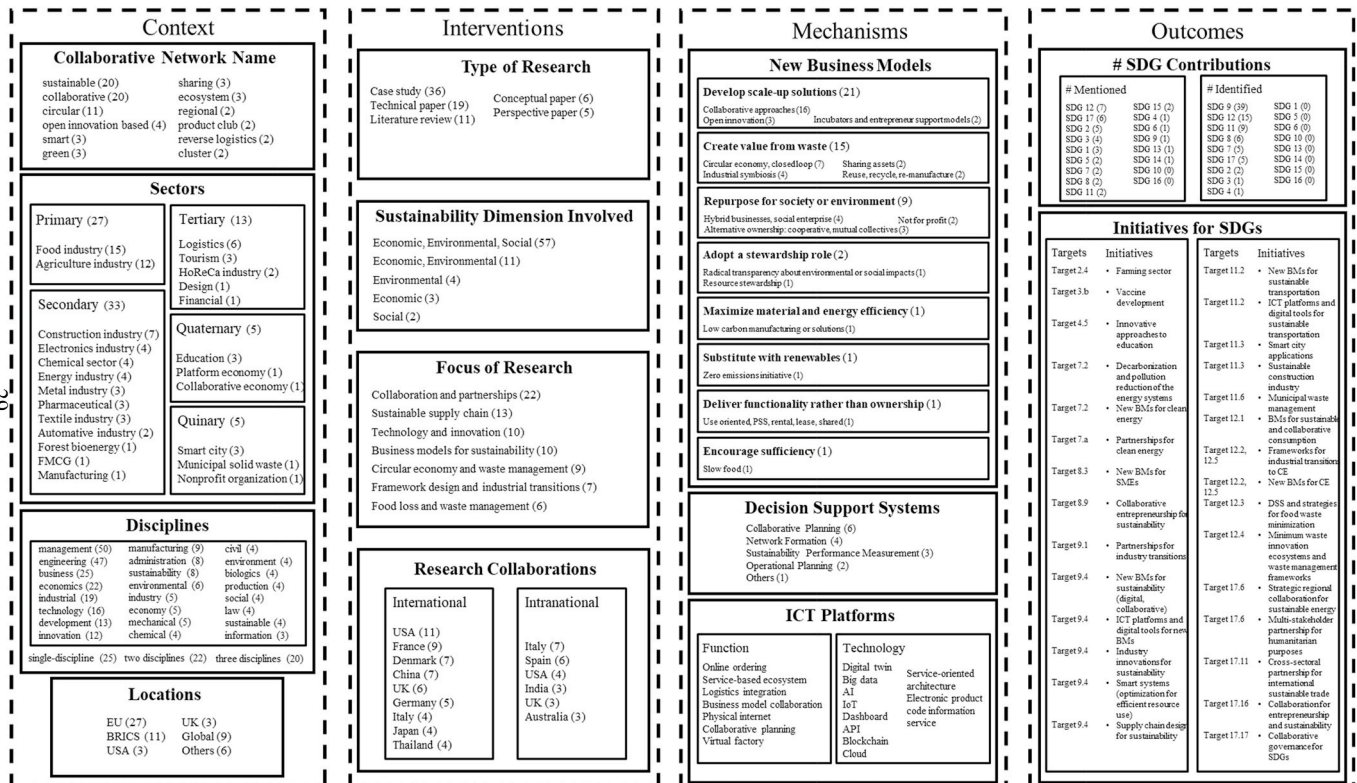 Context
Collaborative Network Name
sustainable (20)
collaborative (20)
circular (11)
open innovation based (4)
smart (3)
green (3)
sharing (3)
ecosystem (3)
regional (2)
product club (2)
reverse logistics (2)
cluster (2)
Sectors
Primary (27)
Food industry (15)
Agriculture industry (12)
Secondary (33)
Construction industry (7)
Electronics industry (4)
Chemical sector (4)
Energy industry (4)
Metal industry (3)
Pharmaceutical (3)
Textile industry (3)
Automative industry (2)
Forest bioenergy (1)
FMCG (1)
Manufacturing (1)
Tertiary (13)
Logistics (6)
Tourism (3)
HoReCa industry (2)
Design (1)
Financial (1)
Quaternary (5)
Education (3)
Platform economy (1)
Collaborative economy (1)
Quinary (5)
Smart city (3)
Municipal solid waste (1)
Nonprofit organization (1)
Disciplines
management (50)
engineering (47)
business (25)
economics (22)
industrial (19)
technology (16)
development (13)
innovation (12)
manufacturing (9)
administration (8)
sustainability (8)
environmental (6)
industry (5)
economy (5)
mechanical (5)
chemical (4)
civil (4)
environment (4)
biologics (4)
production (4)
social (4)
law (4)
sustainable (4)
information (3)
single-discipline (25) two disciplines (22) three disciplines (20)
Locations
EU (27)
BRICS (11)
USA (3)
UK (3)
Global (9)
Others (6)
Interventions
Type of Research
Case study (36)
Technical paper (19)
Literature review (11)
Conceptual paper (6)
Perspective paper (5)
Sustainability Dimension Involved
Economic, Environmental, Social (57)
Economic, Environmental (11)
Environmental (4)
Economic (3)
Social (2)
Focus of Research
Collaboration and partnerships (22)
Sustainable supply chain (13)
Technology and innovation (10)
Business models for sustainability (10)
Circular economy and waste management (9)
Framework design and industrial transitions (7)
Food loss and waste management (6)
Research Collaborations
International
USA (11)
France (9)
Denmark (7)
China (7)
UK (6)
Germany (5)
Italy (4)
Japan (4)
Thailand (4)
Intranational
Italy (7)
Spain (6)
USA (4)
India (3)
UK (3)
Australia (3)
Mechanisms
New Business Models
Develop scale-up solutions (21)
Collaborative approaches (16)
Open innovation (3) Incubators and entrepreneur support models (2)
Create value from waste (15)
Circular economy, closed loop (7) Sharing assets (2)
Industrial symbiosis (4) Reuse, recycle, re-manufacture (2)
Repurpose for society or environment (9)
Hybrid businesses, social enterprise (4) Not for profit (2)
Alternative ownership: cooperative, mutual collectives (3)
Adopt a stewardship role (2)
Radical transparency about environmental or social impacts (1)
Resource stewardship (1)
Maximize material and energy efficiency (1)
Low carbon manufacturing or solutions (1)
Substitute with renewables (1)
Zero emissions initiative (1)
Deliver functionality rather than ownership (1)
Use oriented, PSS, rental, lease, shared (1)
Encourage sufficiency (1)
Slow food (1)
Decision Support Systems
Collaborative Planning (6)
Network Formation (4)
Sustainability Performance Measurement (3)
Operational Planning (2)
Others (1)
ICT Platforms
Function
Online ordering
Service-based ecosystem
Logistics integration
Business model collaboration
Physical internet
Collaborative planning
Virtual factory
Technology
Digital twin
Big data
AI
IoT
Dashboard
API
Blockchain
Cloud
Service-oriented
architecture
Electronic product
code information
service
Outcomes
# SDG Contributions
# Mentioned
SDG 12 (7)
SDG 17 (6)
SDG 2 (5)
SDG 3 (4)
SDG 1 (3)
SDG 5 (2)
SDG 7 (2)
SDG 8 (2)
SDG 11 (2)
SDG 15 (2)
SDG 4 (1)
SDG 6 (1)
SDG 9 (1)
SDG 13 (1)
SDG 14 (1)
SDG 10 (0)
SDG 16 (0)
# Identified
SDG 9 (39)
SDG 12 (15)
SDG 11 (9)
SDG 8 (6)
SDG 7 (5)
SDG 17 (5)
SDG 2 (2)
SDG 3 (1)
SDG 4 (1)
SDG 1 (0)
SDG 5 (0)
SDG 6 (0)
SDG 10 (0)
SDG 13 (0)
SDG 14 (0)
SDG 15 (0)
SDG 16 (0)
Initiatives for SDGs
Targets Initiatives
Target 2.4 • Farming sector
Target 3.b • Vaccine
development
Target 4.5 • Innovative
approaches to
education
Target 7.2 • Decarbonization
and pollution
reduction of the
energy systems
Target 7.2 • New BMs for clean
energy
Target 7.a • Partnerships for
clean energy
Target 8.3 • New BMs for
SMEs
Target 8.9 • Collaborative
entrepreneurship for
sustainability
Target 9.1 • Partnerships for
industry transitions
Target 9.4 • New BMs for
sustainability
(digital,
collaborative)
Target 9.4 • ICT platforms and
digital tools for new
BMs
Target 9.4 • Industry
innovations for
sustainability
Target 9.4 • Smart systems
(optimization for
efficient resource
use)
Target 9.4 • Supply chain design
for sustainability
Targets Initiatives
Target 11.2 • New BMs for
sustainable
transportation
Target 11.2 • ICT platforms and
digital tools for
sustainable
transportation
Target 11.3 • Smart city
applications
Target 11.3 • Sustainable
construction
industry
Target 11.6 • Municipal waste
management
Target 12.1 • BMs for sustainable
and collaborative
consumption
Target 12.2, • Frameworks for
12.5 industrial transitions
to CE
Target 12.2, • New BMs for CE
12.5
Target 12.3 • DSS and strategies
for food waste
minimization
Target 12.4 • Minimum waste
innovation
ecosystems and
waste management
frameworks
Target 17.6 • Strategic regional
collaboration for
sustainable energy
Target 17.6 • Multi-stakeholder
partnership for
humanitarian
purposes
Target 17.11 • Cross-sectoral
partnership for
international
sustainable trade
Target 17.16 • Collaboration for
entrepreneurship
and sustainability
Target 17.17 • Collaborative
governance for
SDGs